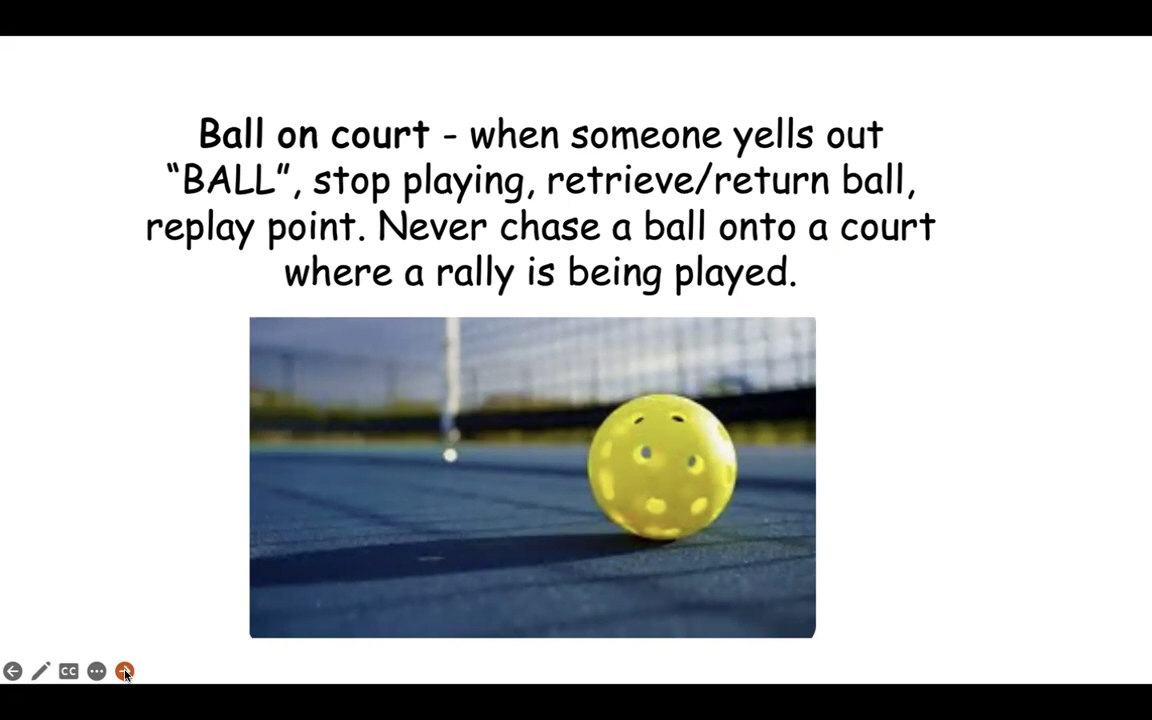 Ball on court - when someone yells out
“BALL”, stop playing, retrieve/return ball,
replay point. Never chase a ball onto a court
where a rally is being played.
CC